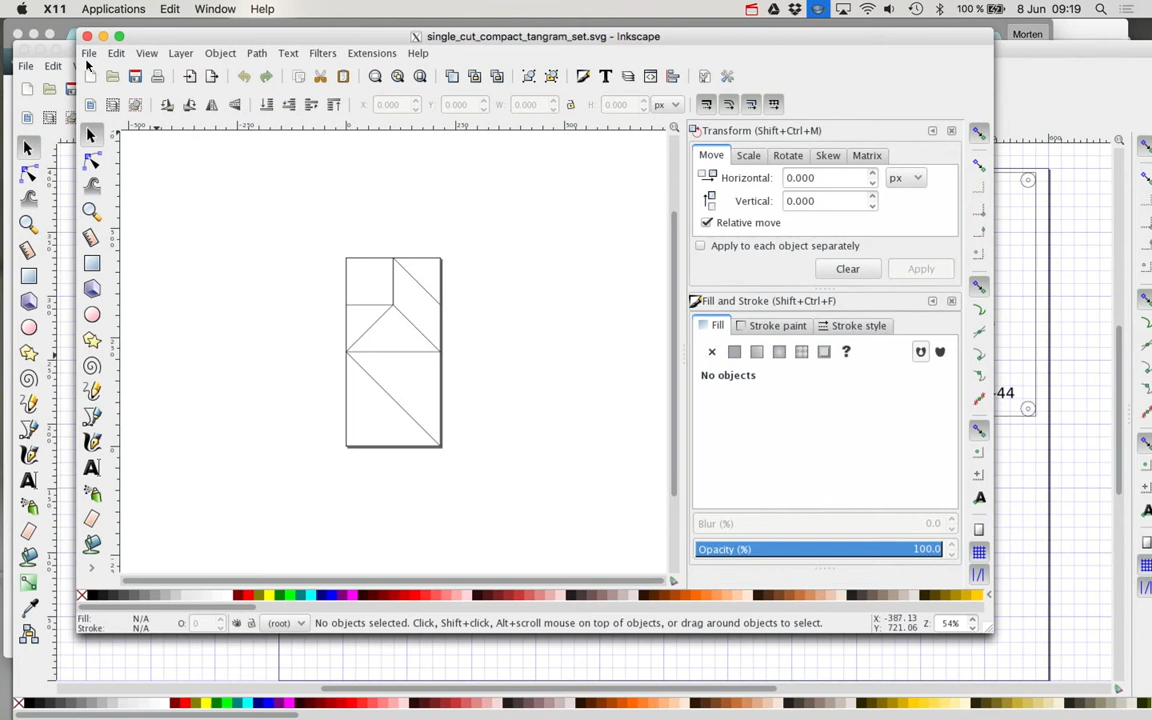 X11 Applications Edit Window Help
100 % 8 Jun 09:19
Morten
single_cut_compact_tangram_set.svg - Inkscape
File Edit
File Edit View Layer Object Path Text Filters Extensions Help
X: 0.000 Y: 0.000 W: 0.000 H: 0.000 px
-500 -250 0 250 500
Transform (Shift+Ctrl+M)
Move Scale Rotate Skew Matrix
Horizontal: 0.000 px
Vertical: 0.000
Relative move
Apply to each object separately
Clear Apply
Fill and Stroke (Shift+Ctrl+F)
Fill Stroke paint Stroke style
No objects
-44
Blur (%) 0.0
Opacity (%) 100.0
Fill: N/A
Stroke: N/A
O: 0 (root) No objects selected. Click, Shift+click, Alt+scroll mouse on top of objects, or drag around objects to select.
X: -387.13
Y: 721.06
Z: 54%